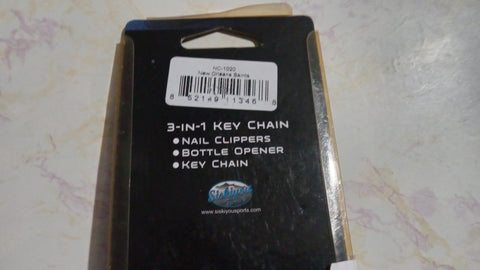 NC-1020
New Orleans Saints
8 52149 11346 8
3-IN-1 KEY CHAIN
● NAIL CLIPPERS
● BOTTLE OPENER
● KEY CHAIN
Siskiyou
www.siskiyousports.com